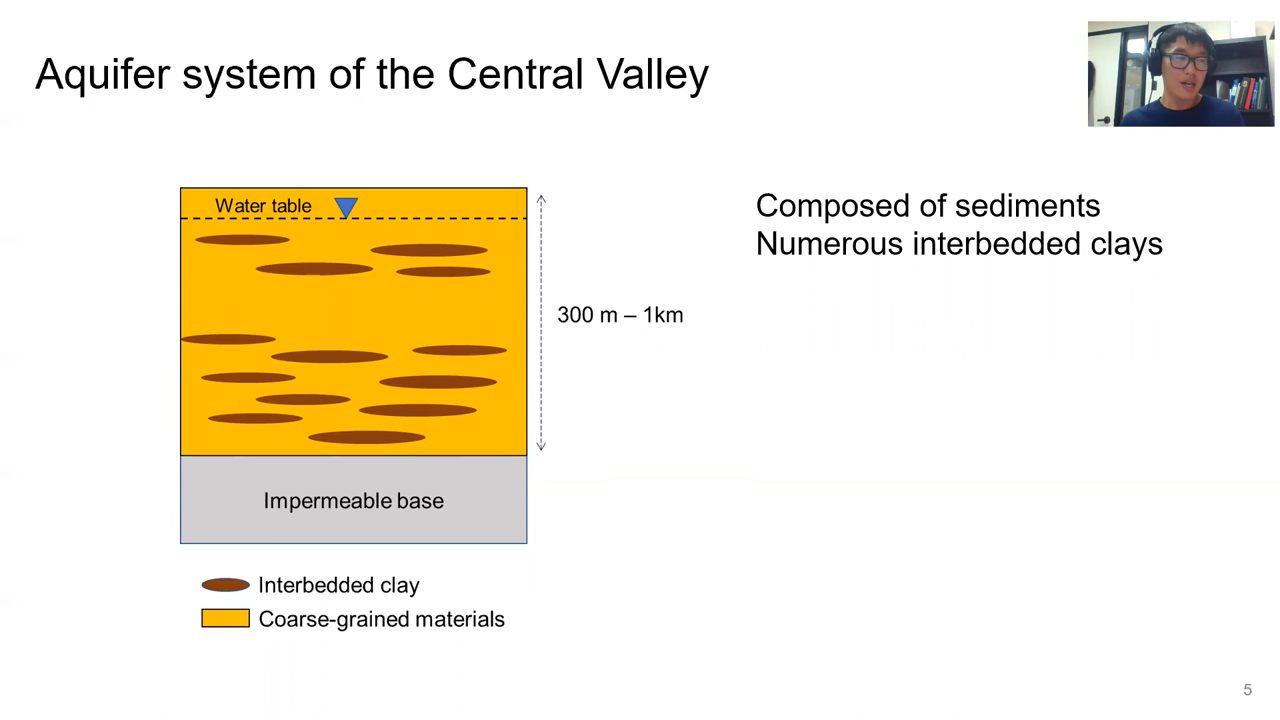 Aquifer system of the Central Valley
Water table
300 m – 1km
Impermeable base
Interbedded clay
Coarse-grained materials
Composed of sediments
Numerous interbedded clays
5